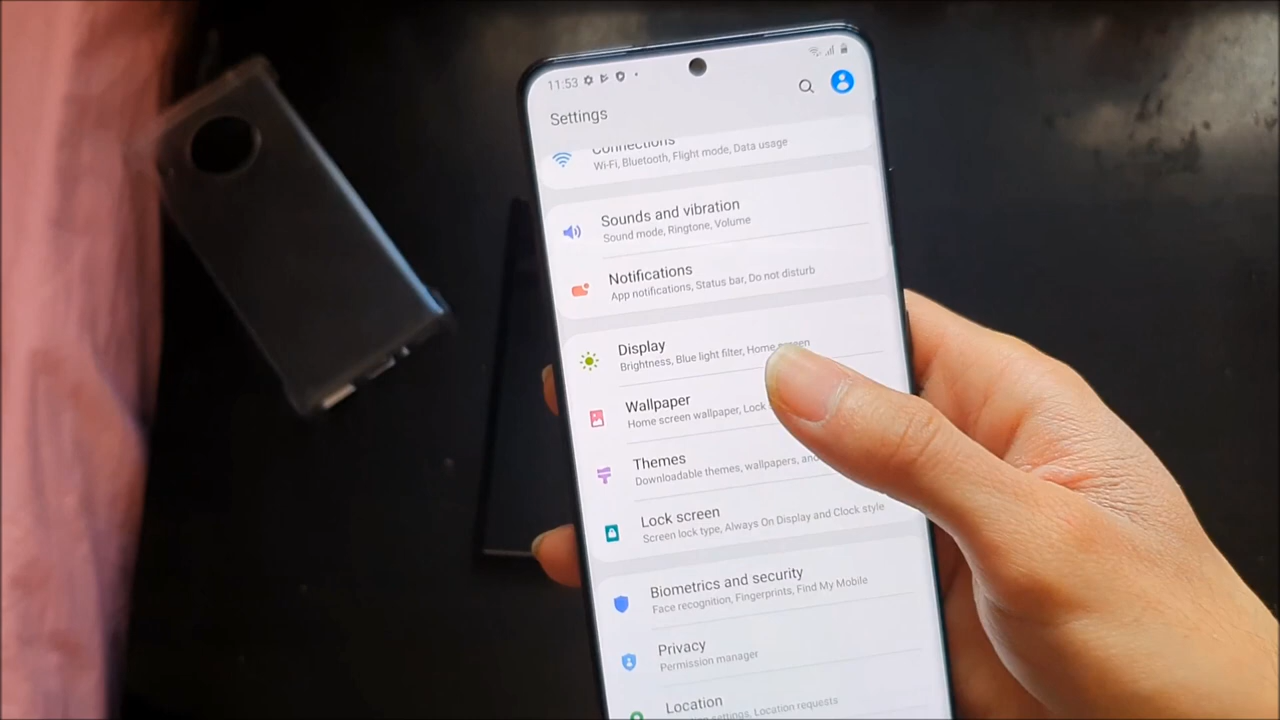 11:53
Settings
Connections
Wi-Fi, Bluetooth, Flight mode, Data usage
Sounds and vibration
Sound mode, Ringtone, Volume
Notifications
App notifications, Status bar, Do not disturb
Display
Brightness, Blue light filter, Home screen
Wallpaper
Home screen wallpaper, Lock
Themes
Downloadable themes, wallpapers, and
Lock screen
Screen lock type, Always On Display and Clock style
Biometrics and security
Face recognition, Fingerprints, Find My Mobile
Privacy
Permission manager
Location
settings, Location requests